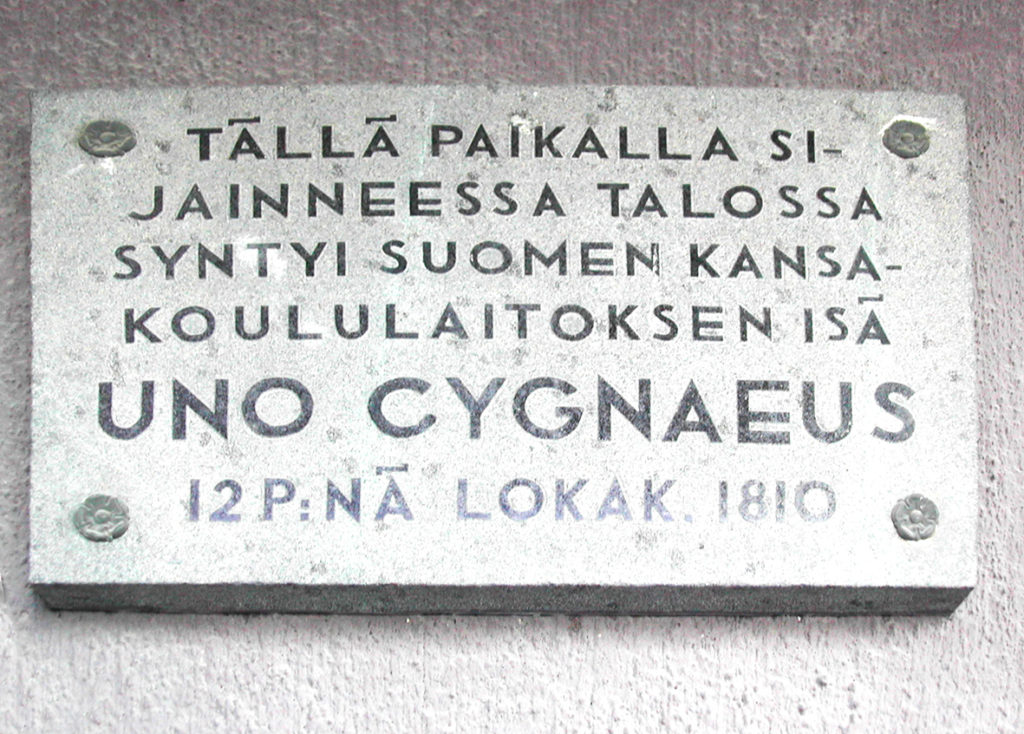 TÄLLÄ PAIKALLA SI-
JAINNEESSA TALOSSA
SYNTYI SUOMEN KANSA-
KOULULAITOKSEN ISÄ
UNO CYGNAEUS
12 P:NÄ LOKAK. 1810